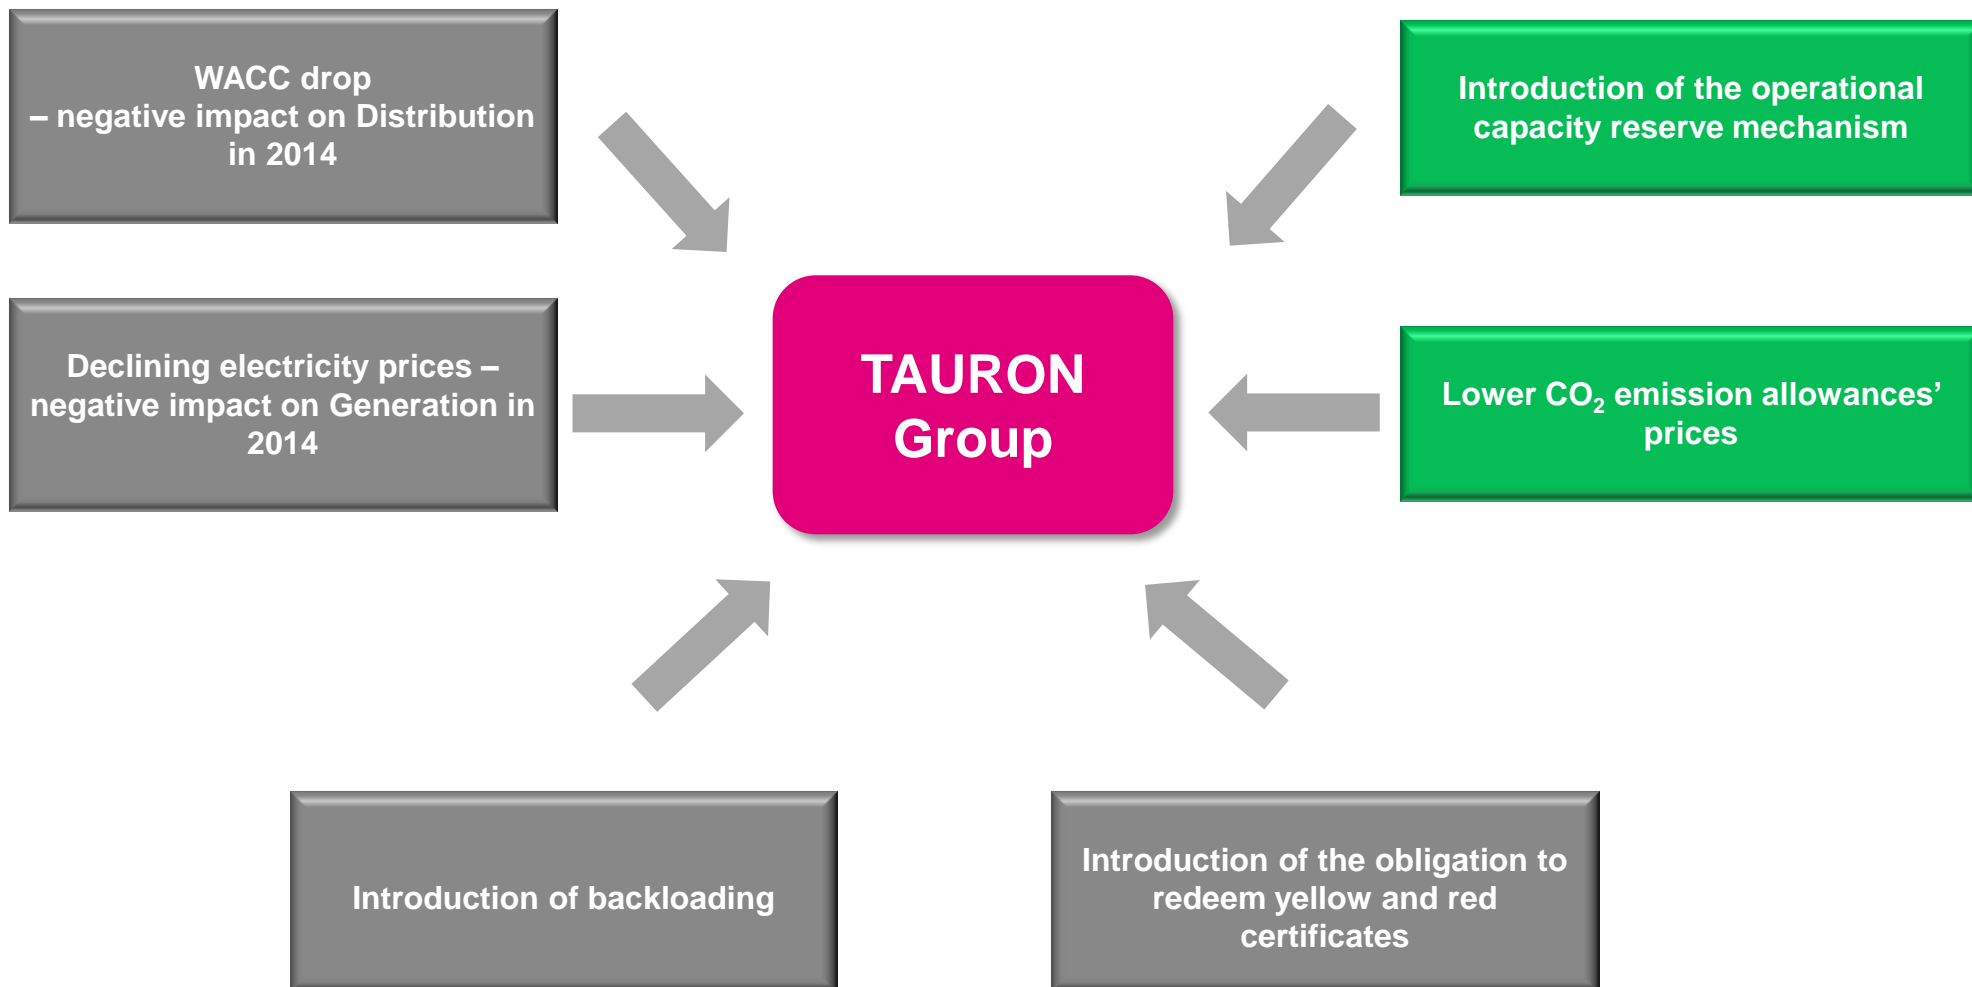 WACC drop
– negative impact on Distribution
in 2014
Introduction of the operational
capacity reserve mechanism
Declining electricity prices –
negative impact on Generation in
2014
TAURON
Group
Lower CO₂ emission allowances’
prices
Introduction of backloading
Introduction of the obligation to
redeem yellow and red
certificates